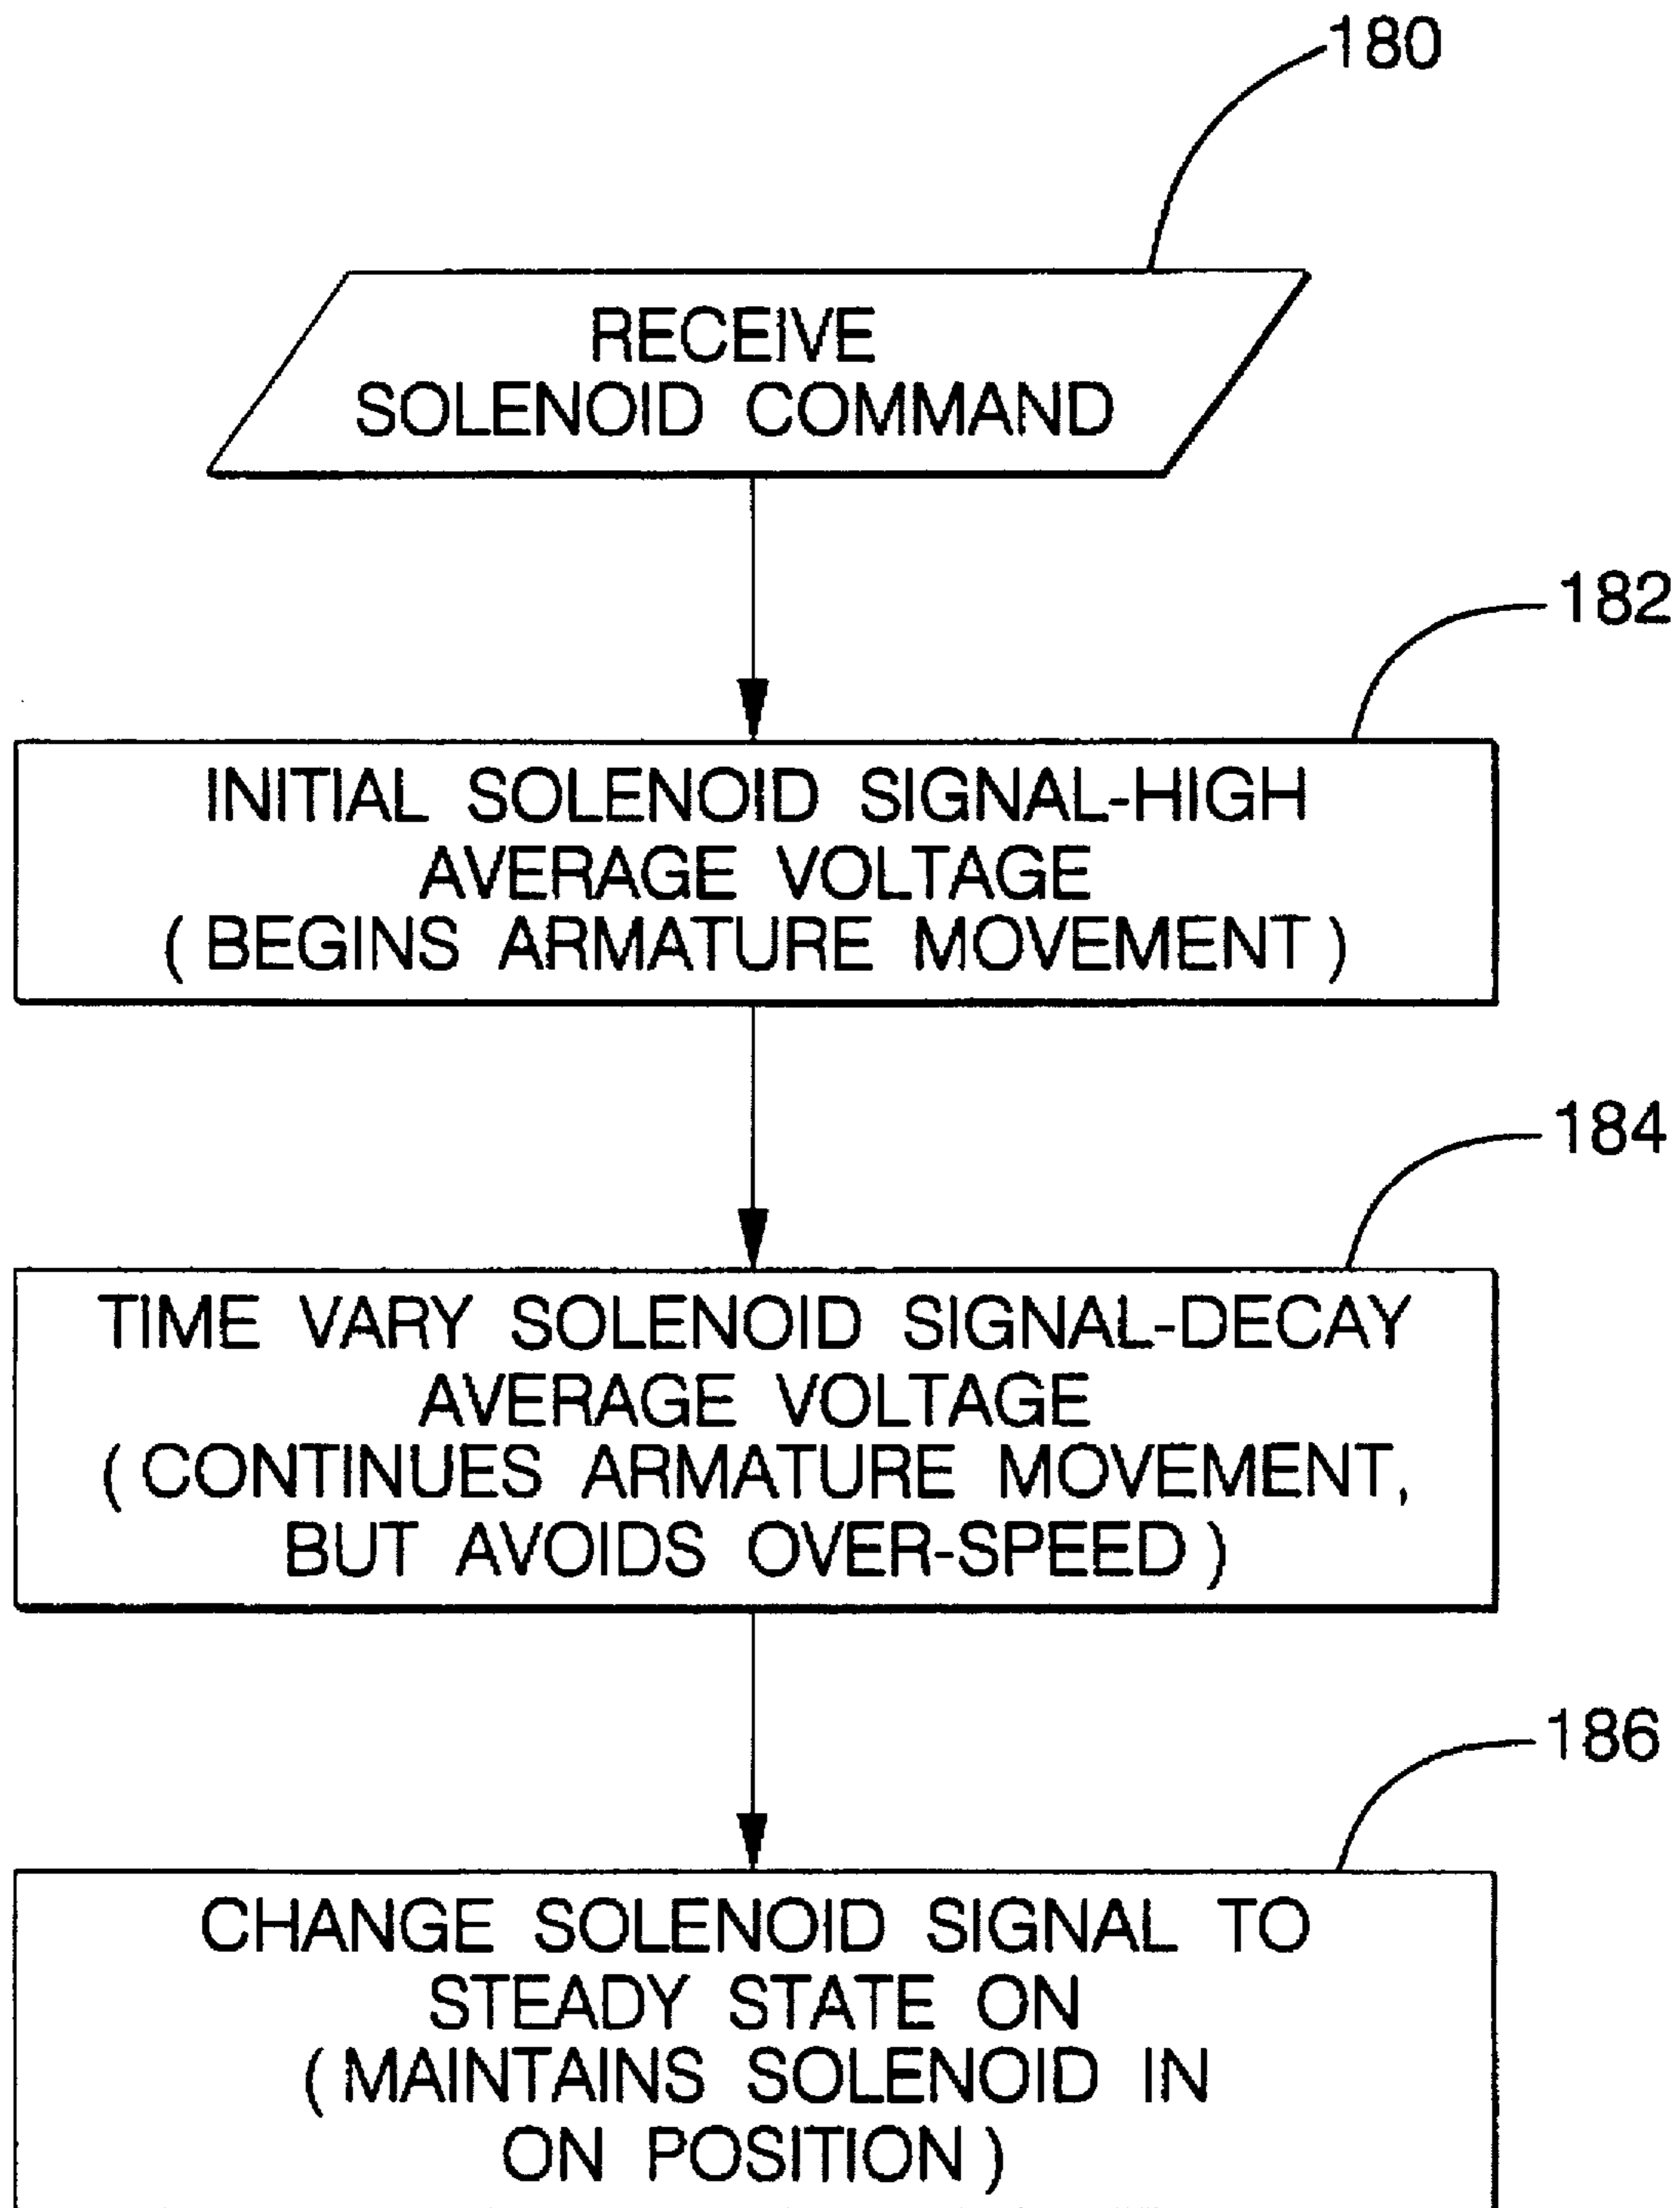 180
RECEIVE
SOLENOID COMMAND
182
INITIAL SOLENOID SIGNAL-HIGH
AVERAGE VOLTAGE
(BEGINS ARMATURE MOVEMENT)
184
TIME VARY SOLENOID SIGNAL-DECAY
AVERAGE VOLTAGE
(CONTINUES ARMATURE MOVEMENT,
BUT AVOIDS OVER-SPEED)
186
CHANGE SOLENOID SIGNAL TO
STEADY STATE ON
(MAINTAINS SOLENOID IN
ON POSITION)